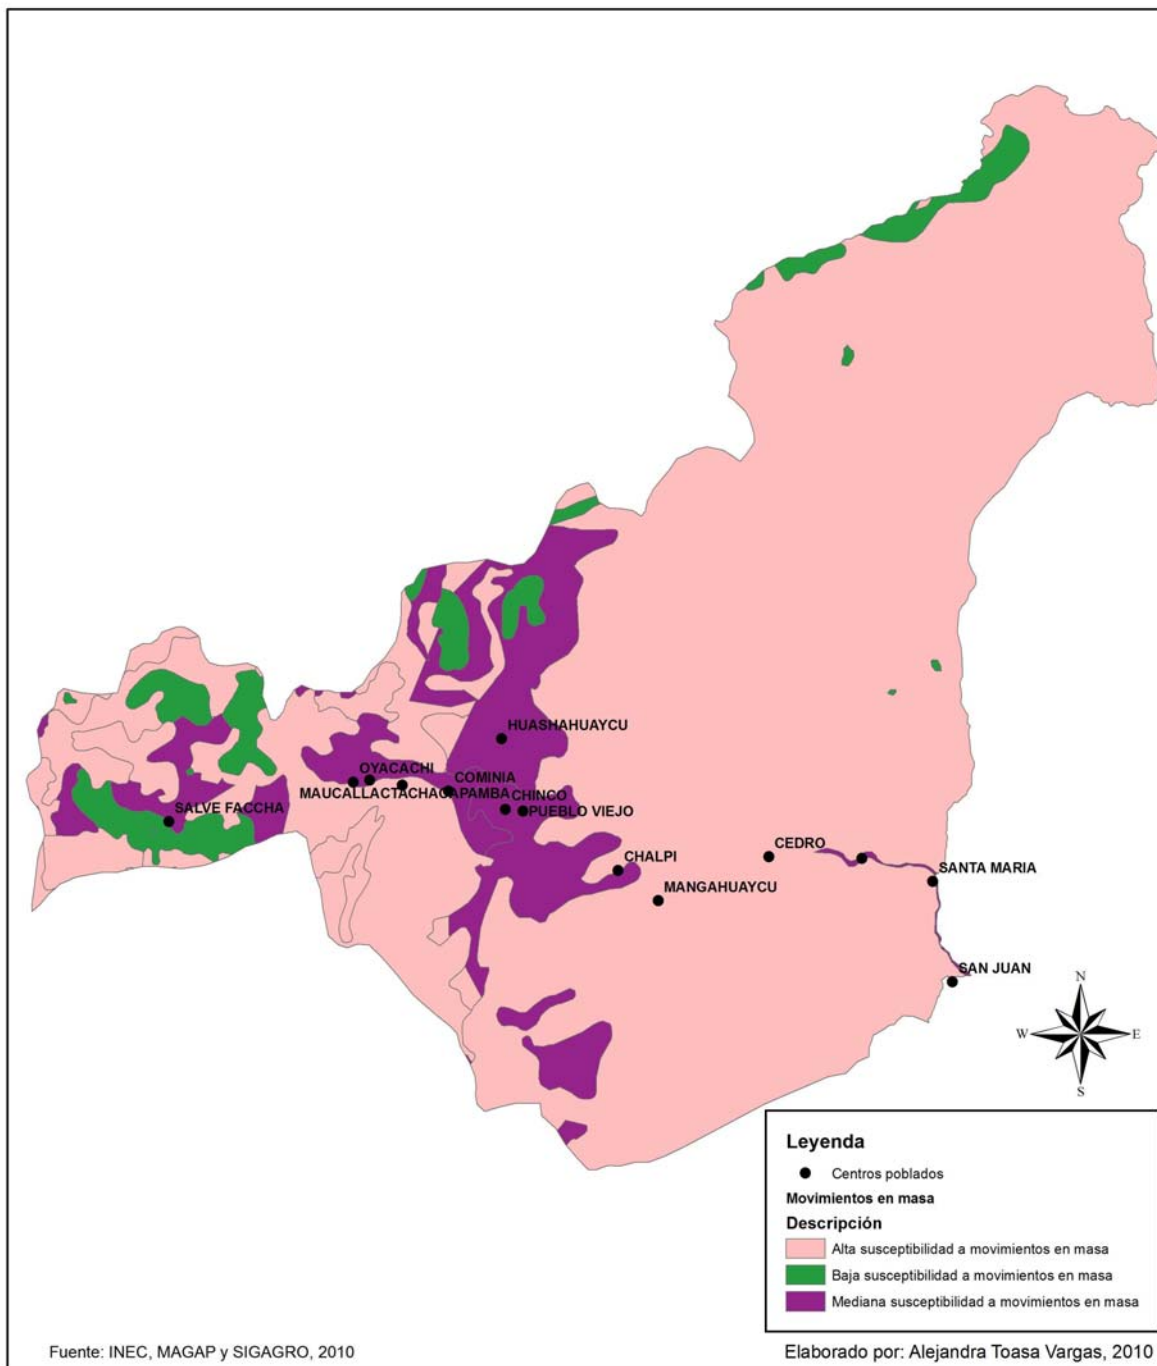 HUASHAHUAYCU
OYACACHI
COMINIA
MAUCALLACTACHACAPAMBA
CHINCO
SALVE FACCHA
PUEBLO VIEJO
CHALPI
CEDRO
SANTA MARIA
MANGAHUAYCU
SAN JUAN
N
W
E
S
Leyenda
Centros poblados
Movimientos en masa
Descripción
Alta susceptibilidad a movimientos en masa
Baja susceptibilidad a movimientos en masa
Mediana susceptibilidad a movimientos en masa
Fuente: INEC, MAGAP y SIGAGRO, 2010
Elaborado por: Alejandra Toasa Vargas, 2010